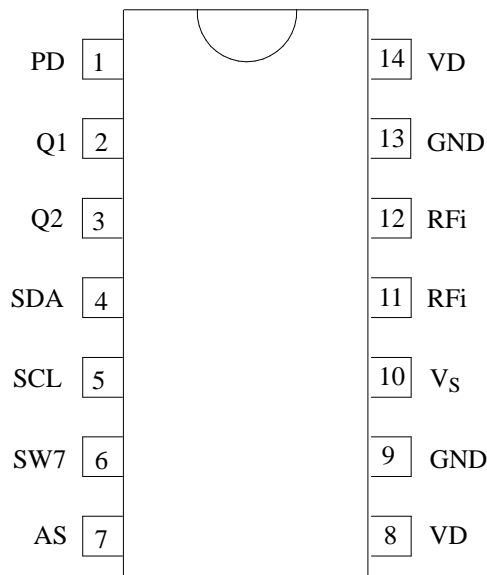 PD 1 14 VD
Q1 2 13 GND
Q2 3 12 RFi
SDA 4 11 RFi
SCL 5 10 VS
SW7 6 9 GND
AS 7 8 VD